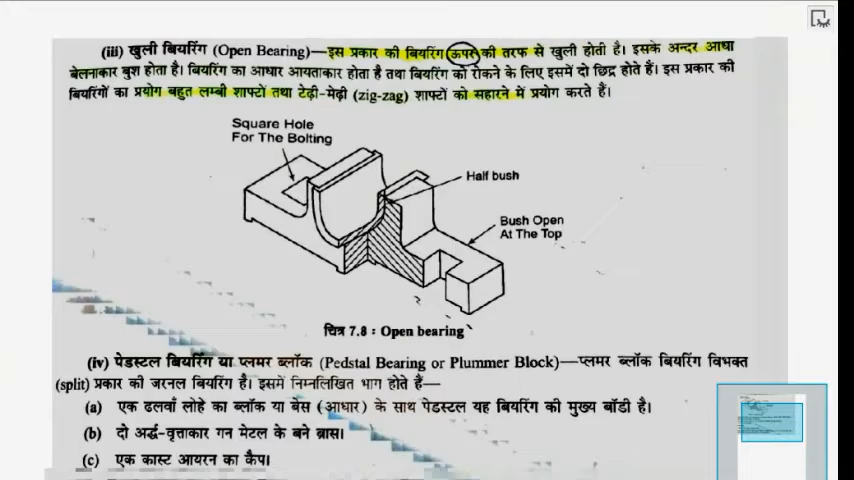 (iii) खुली बियरिंग (Open Bearing)—इस प्रकार की बियरिंग ऊपर की तरफ से खुली होती है। इसके अन्दर आधा
बेलनाकार बुश होता है। बियरिंग का आधार आयताकार होता है तथा बियरिंग को रोकने के लिए इसमें दो छिद्र होते हैं। इस प्रकार की
बियरिंगों का प्रयोग बहुत लम्बी शाफ्टों तथा टेढ़ी-मेढ़ी (zig-zag) शाफ्टों को सहारने में प्रयोग करते हैं।
Square Hole
For The Bolting
Half bush
Bush Open
At The Top
चित्र 7.8 : Open bearing
(iv) पेडस्टल बियरिंग या प्लमर ब्लॉक (Pedstal Bearing or Plummer Block)—प्लमर ब्लॉक बियरिंग विभक्त
(split) प्रकार की जरनल बियरिंग है। इसमें निम्नलिखित भाग होते हैं—
(a) एक ढलवाँ लोहे का ब्लॉक या बेस (आधार) के साथ पेडस्टल यह बियरिंग की मुख्य बॉडी है।
(b) दो अर्द्ध-वृत्ताकार गन मेटल के बने ब्रास।
(c) एक कास्ट आयरन का कैप।